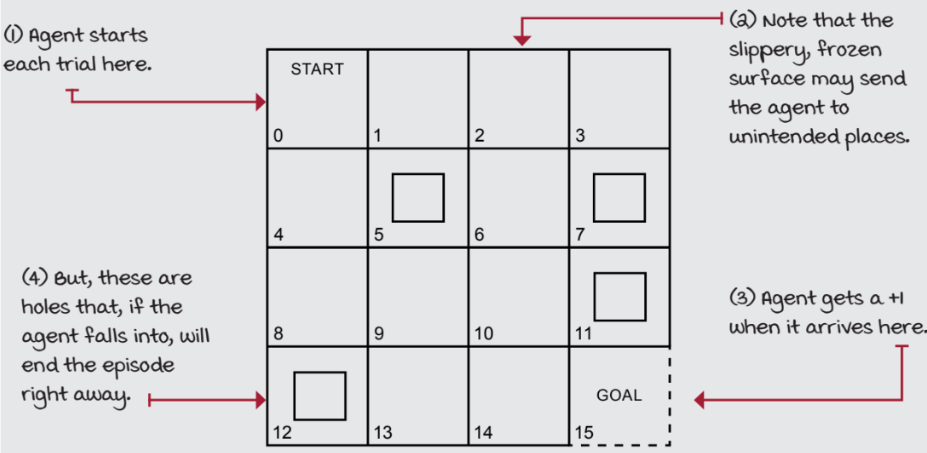 (1) Agent starts
each trial here.
(2) Note that the
slippery, frozen
surface may send
the agent to
unintended places.
START
0
1
2
3
4
5
6
7
(4) But, these are
holes that, if the
agent falls into, will
end the episode
right away.
8
9
10
11
(3) Agent gets a +1
when it arrives here.
GOAL
12
13
14
15